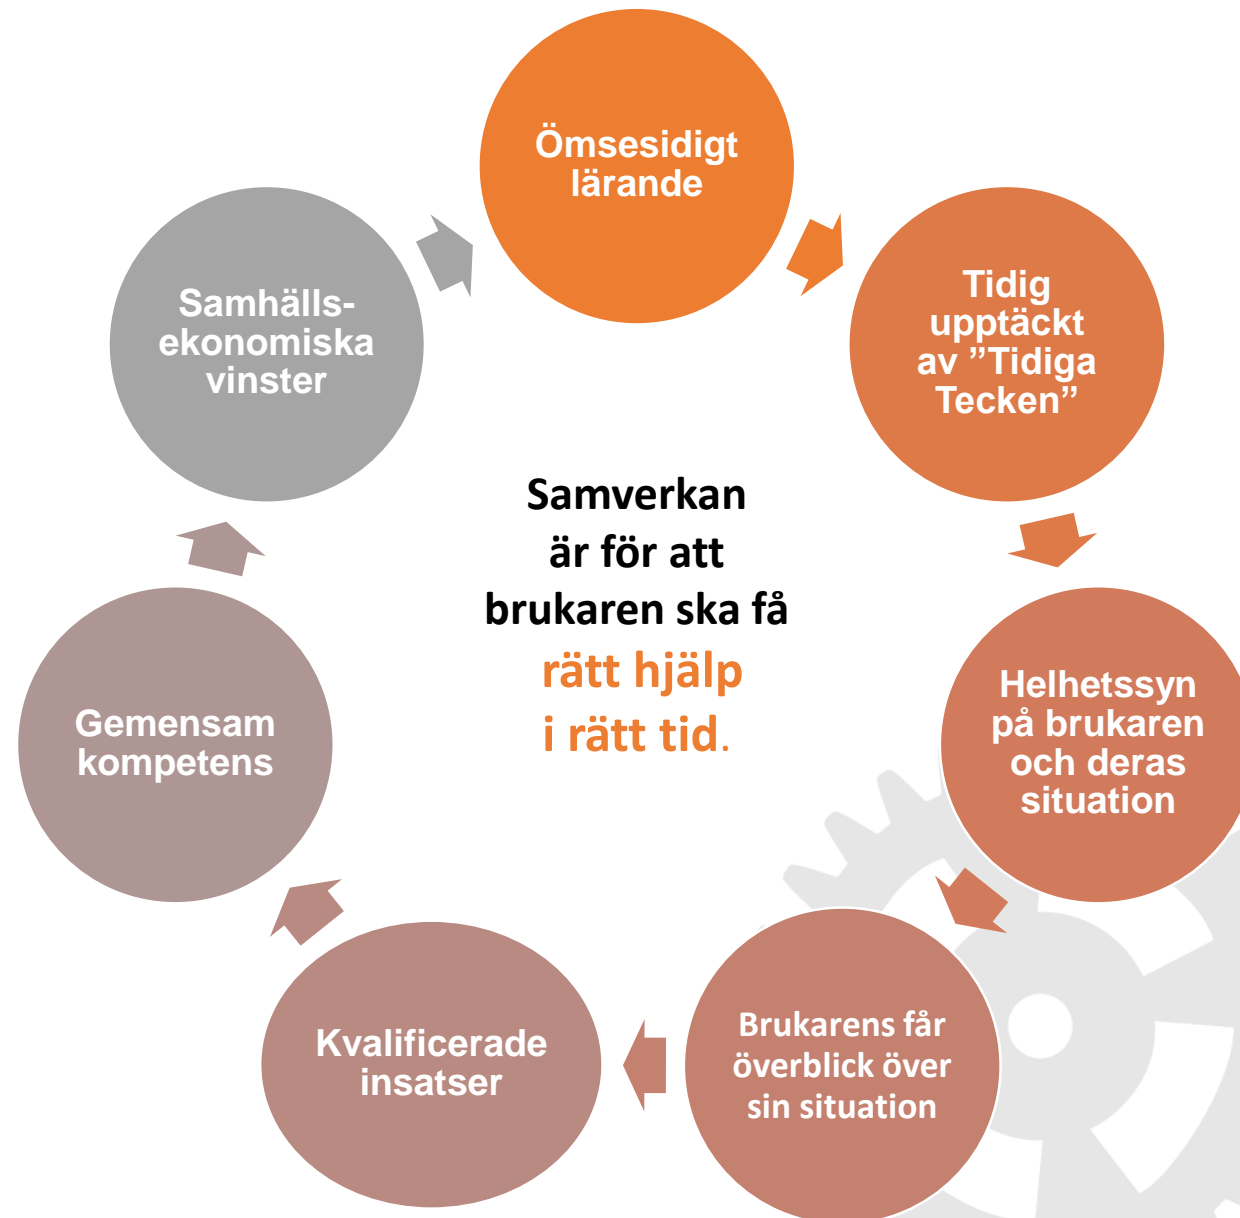 Ömsesidigt
lärande
Tidig
upptäckt
av ”Tidiga
Tecken”
Helhetssyn
på brukaren
och deras
situation
Brukarens får
överblick över
sin situation
Kvalificerade
insatser
Gemensam
kompetens
Samhälls-
ekonomiska
vinster
Samverkan
är för att
brukaren ska få
rätt hjälp
i rätt tid.